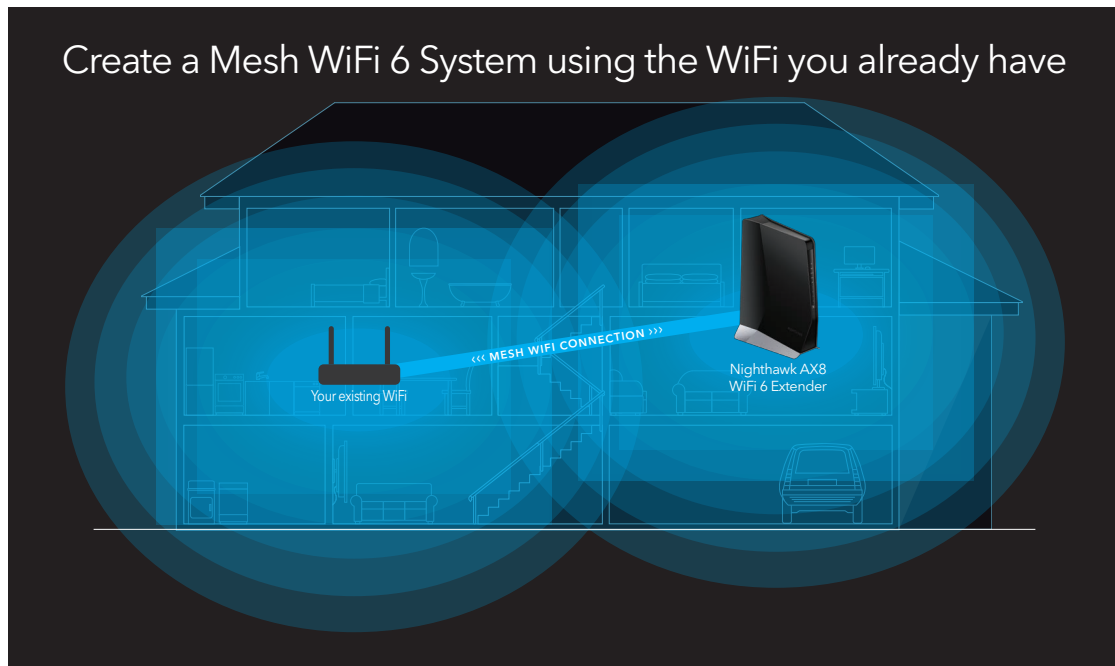 Create a Mesh WiFi 6 System using the WiFi you already have
‹‹‹ MESH WIFI CONNECTION ›››
Nighthawk AX8
WiFi 6 Extender
Your existing WiFi